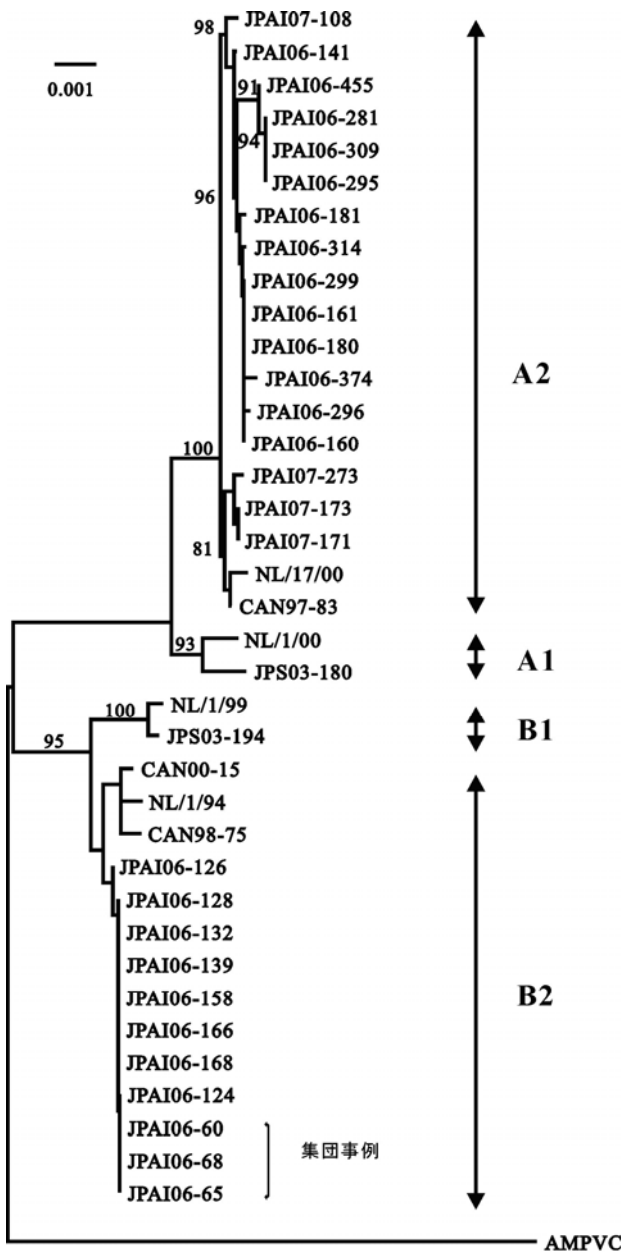 98
JPAI07-108
0.001
JPAI06-141
91
JPAI06-455
JPAI06-281
94
JPAI06-309
JPAI06-295
96
JPAI06-181
JPAI06-314
JPAI06-299
JPAI06-161
JPAI06-180
A2
JPAI06-374
JPAI06-296
100
JPAI06-160
JPAI07-273
JPAI07-173
81
JPAI07-171
NL/17/00
CAN97-83
93
NL/1/00
A1
JPS03-180
NL/1/99
100
B1
JPS03-194
95
CAN00-15
NL/1/94
CAN98-75
JPAI06-126
JPAI06-128
JPAI06-132
JPAI06-139
B2
JPAI06-158
JPAI06-166
JPAI06-168
JPAI06-124
JPAI06-60
集団事例
JPAI06-68
JPAI06-65
AMPVC